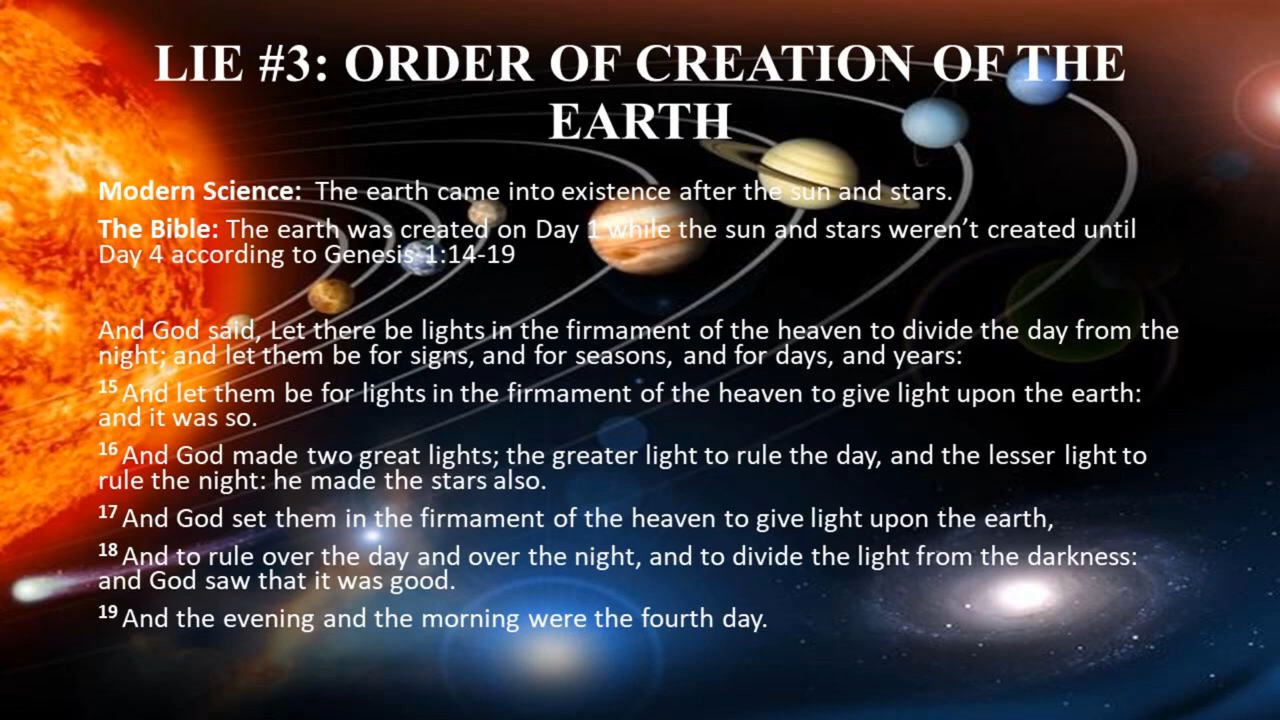 LIE #3: ORDER OF CREATION OF THE
EARTH
Modern Science: The earth came into existence after the sun and stars.
The Bible: The earth was created on Day 1 while the sun and stars weren’t created until
Day 4 according to Genesis 1:14-19
And God said, Let there be lights in the firmament of the heaven to divide the day from the
night; and let them be for signs, and for seasons, and for days, and years:
15 And let them be for lights in the firmament of the heaven to give light upon the earth:
and it was so.
16 And God made two great lights; the greater light to rule the day, and the lesser light to
rule the night: he made the stars also.
17 And God set them in the firmament of the heaven to give light upon the earth,
18 And to rule over the day and over the night, and to divide the light from the darkness:
and God saw that it was good.
19 And the evening and the morning were the fourth day.